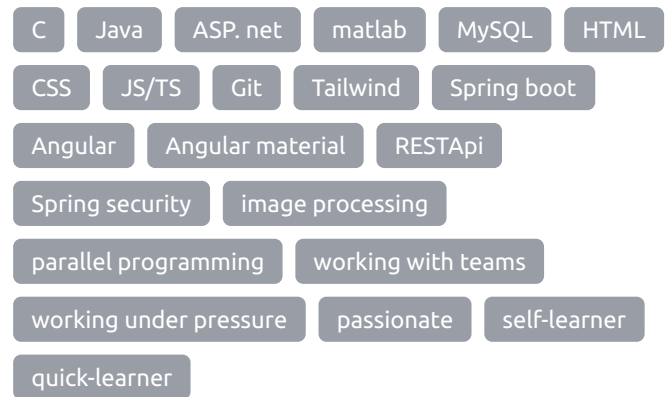 C Java ASP. net matlab MySQL HTML
CSS JS/TS Git Tailwind Spring boot
Angular Angular material RESTApi
Spring security image processing
parallel programming working with teams
working under pressure passionate self-learner
quick-learner